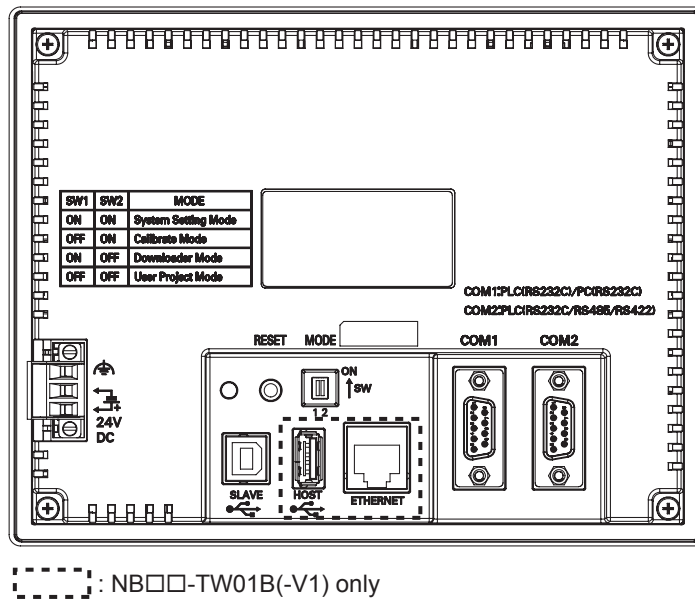 SW1 SW2 MODE
ON ON System Setting Mode
OFF ON Calibrate Mode
ON OFF Downloader Mode
OFF OFF User Project Mode
COM1:PLC(RS232C)/PC(RS232C)
COM2:PLC(RS232C/RS485/RS422)
RESET MODE COM1 COM2
ON
SW
1 2
+
24V
DC
SLAVE HOST ETHERNET
: NB□□-TW01B(-V1) only